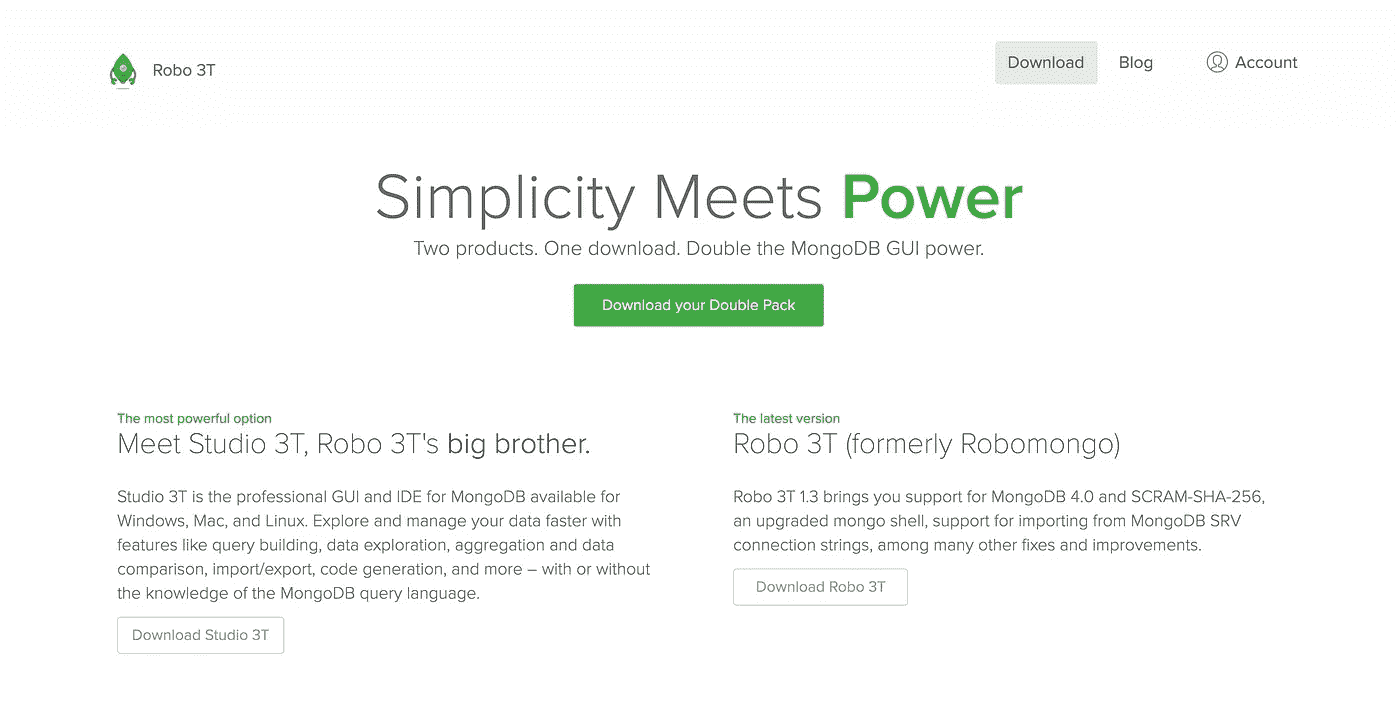 Robo 3T
Download
Blog
Account
Simplicity Meets Power
Two products. One download. Double the MongoDB GUI power.
Download your Double Pack
The most powerful option
Meet Studio 3T, Robo 3T's big brother.
Studio 3T is the professional GUI and IDE for MongoDB available for
Windows, Mac, and Linux. Explore and manage your data faster with
features like query building, data exploration, aggregation and data
comparison, import/export, code generation, and more – with or without
the knowledge of the MongoDB query language.
Download Studio 3T
The latest version
Robo 3T (formerly Robomongo)
Robo 3T 1.3 brings you support for MongoDB 4.0 and SCRAM-SHA-256,
an upgraded mongo shell, support for importing from MongoDB SRV
connection strings, among many other fixes and improvements.
Download Robo 3T